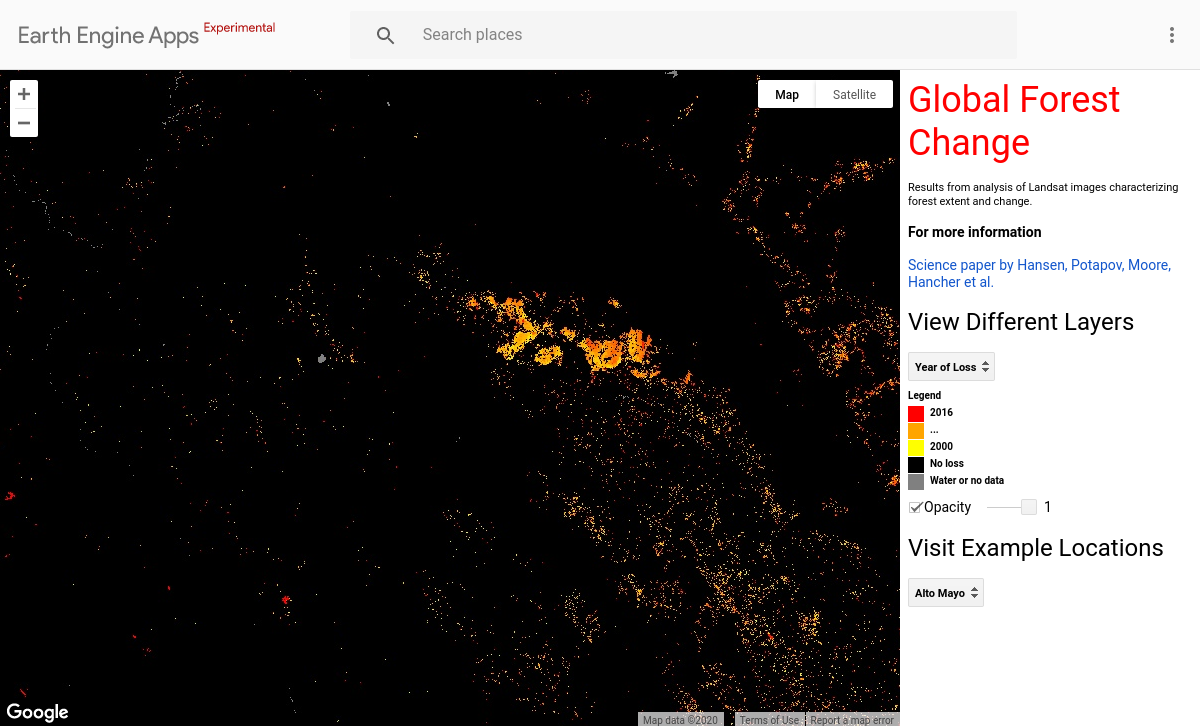 Earth Engine Apps Experimental
Search places
Map
Satellite
Global Forest
Change
Results from analysis of Landsat images characterizing
forest extent and change.
For more information
Science paper by Hansen, Potapov, Moore,
Hancher et al.
View Different Layers
Year of Loss
Legend
2016
...
2000
No loss
Water or no data
Opacity 1
Visit Example Locations
Alto Mayo
Google
Map data ©2020
Terms of Use
Report a map error